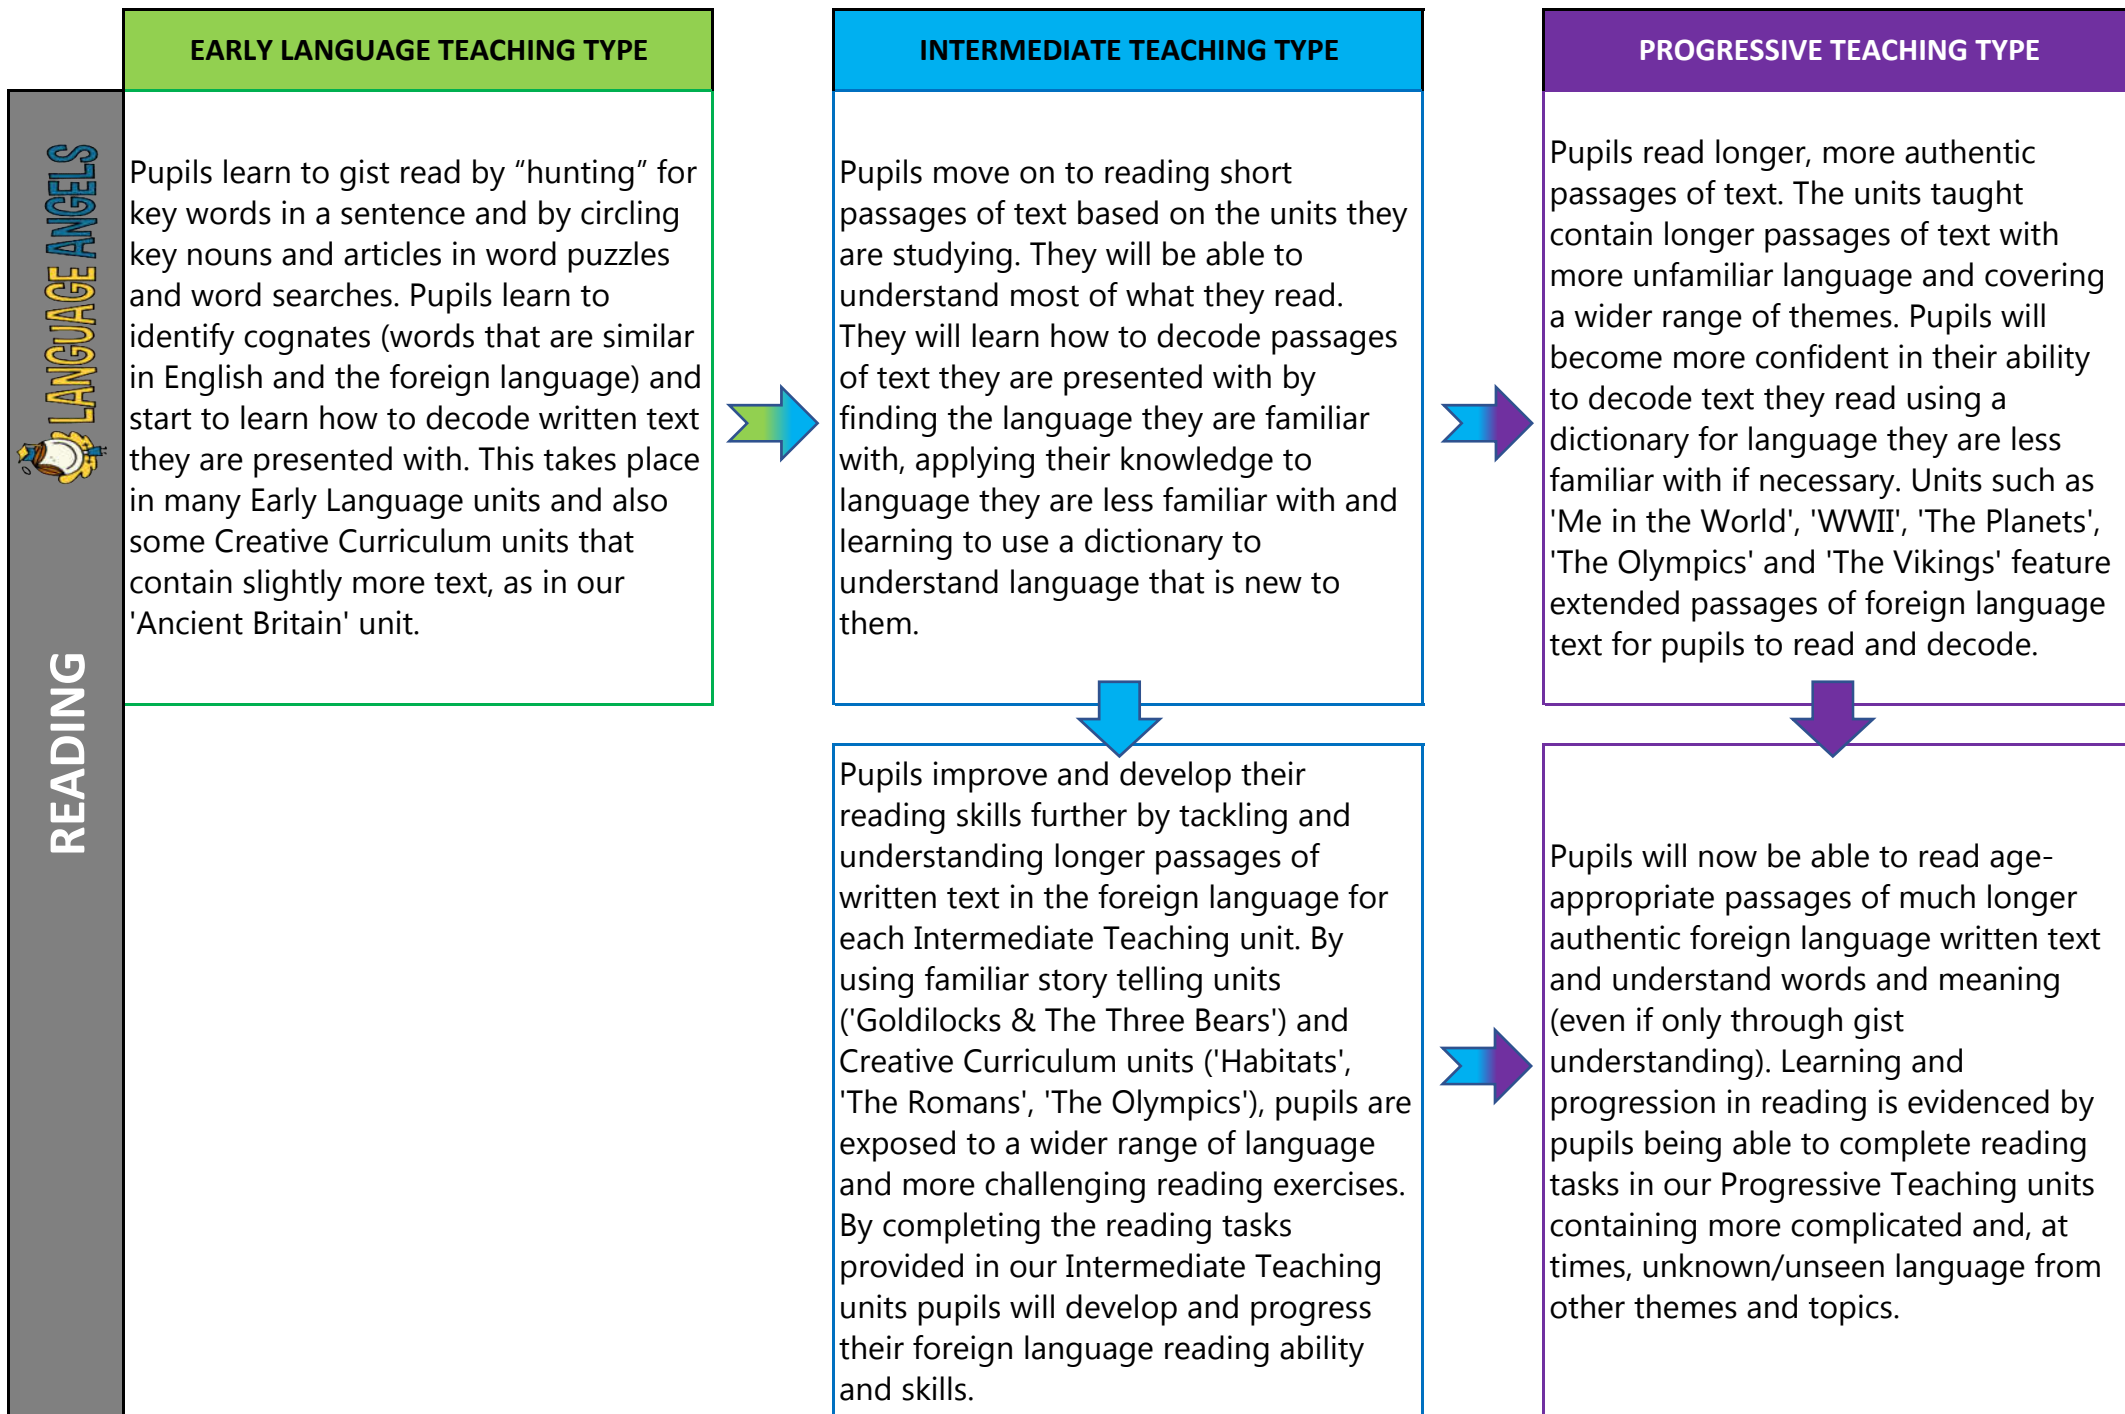 EARLY LANGUAGE TEACHING TYPE
INTERMEDIATE TEACHING TYPE
PROGRESSIVE TEACHING TYPE
LANGUAGE ANGELS
READING
Pupils learn to gist read by “hunting” for
key words in a sentence and by circling
key nouns and articles in word puzzles
and word searches. Pupils learn to
identify cognates (words that are similar
in English and the foreign language) and
start to learn how to decode written text
they are presented with. This takes place
in many Early Language units and also
some Creative Curriculum units that
contain slightly more text, as in our
'Ancient Britain' unit.
Pupils move on to reading short
passages of text based on the units they
are studying. They will be able to
understand most of what they read.
They will learn how to decode passages
of text they are presented with by
finding the language they are familiar
with, applying their knowledge to
language they are less familiar with and
learning to use a dictionary to
understand language that is new to
them.
Pupils read longer, more authentic
passages of text. The units taught
contain longer passages of text with
more unfamiliar language and covering
a wider range of themes. Pupils will
become more confident in their ability
to decode text they read using a
dictionary for language they are less
familiar with if necessary. Units such as
'Me in the World', 'WWII', 'The Planets',
'The Olympics' and 'The Vikings' feature
extended passages of foreign language
text for pupils to read and decode.
Pupils improve and develop their
reading skills further by tackling and
understanding longer passages of
written text in the foreign language for
each Intermediate Teaching unit. By
using familiar story telling units
('Goldilocks & The Three Bears') and
Creative Curriculum units ('Habitats',
'The Romans', 'The Olympics'), pupils are
exposed to a wider range of language
and more challenging reading exercises.
By completing the reading tasks
provided in our Intermediate Teaching
units pupils will develop and progress
their foreign language reading ability
and skills.
Pupils will now be able to read age-
appropriate passages of much longer
authentic foreign language written text
and understand words and meaning
(even if only through gist
understanding). Learning and
progression in reading is evidenced by
pupils being able to complete reading
tasks in our Progressive Teaching units
containing more complicated and, at
times, unknown/unseen language from
other themes and topics.